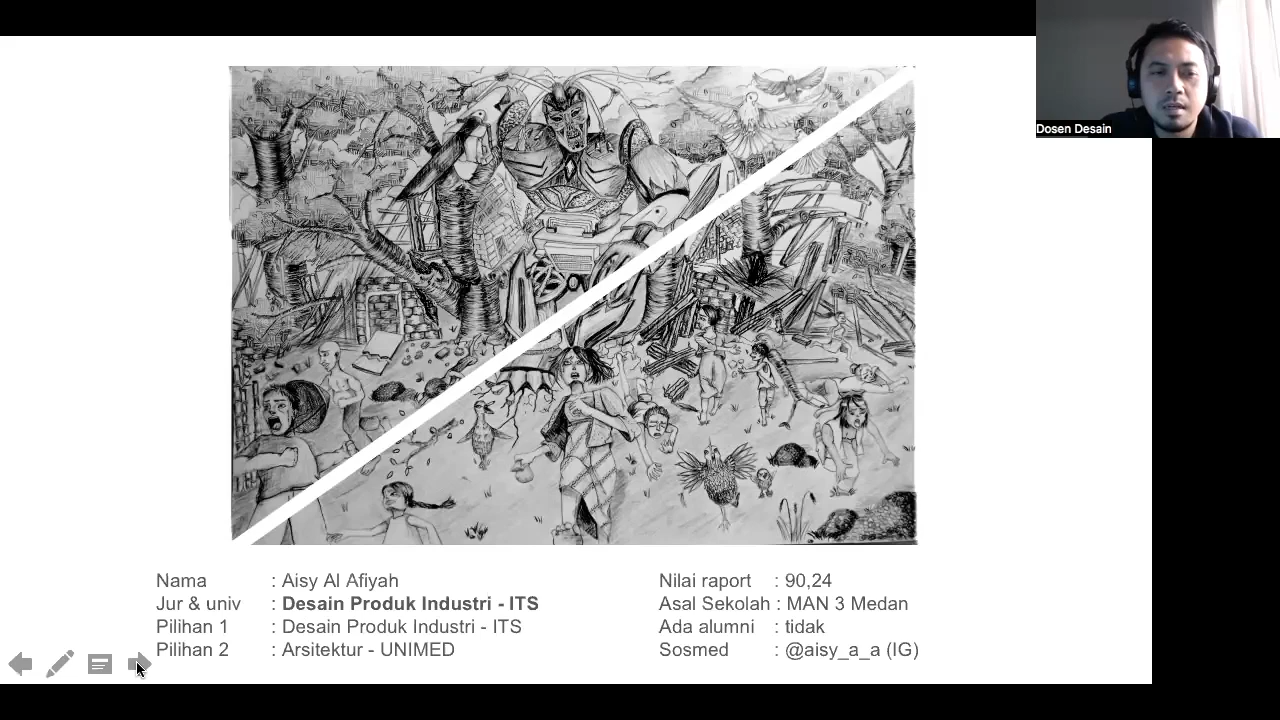 Dosen Desain
Nama : Aisy Al Afiyah
Jur & univ : Desain Produk Industri - ITS
Pilihan 1 : Desain Produk Industri - ITS
Pilihan 2 : Arsitektur - UNIMED
Nilai raport : 90,24
Asal Sekolah : MAN 3 Medan
Ada alumni : tidak
Sosmed : @aisy_a_a (IG)